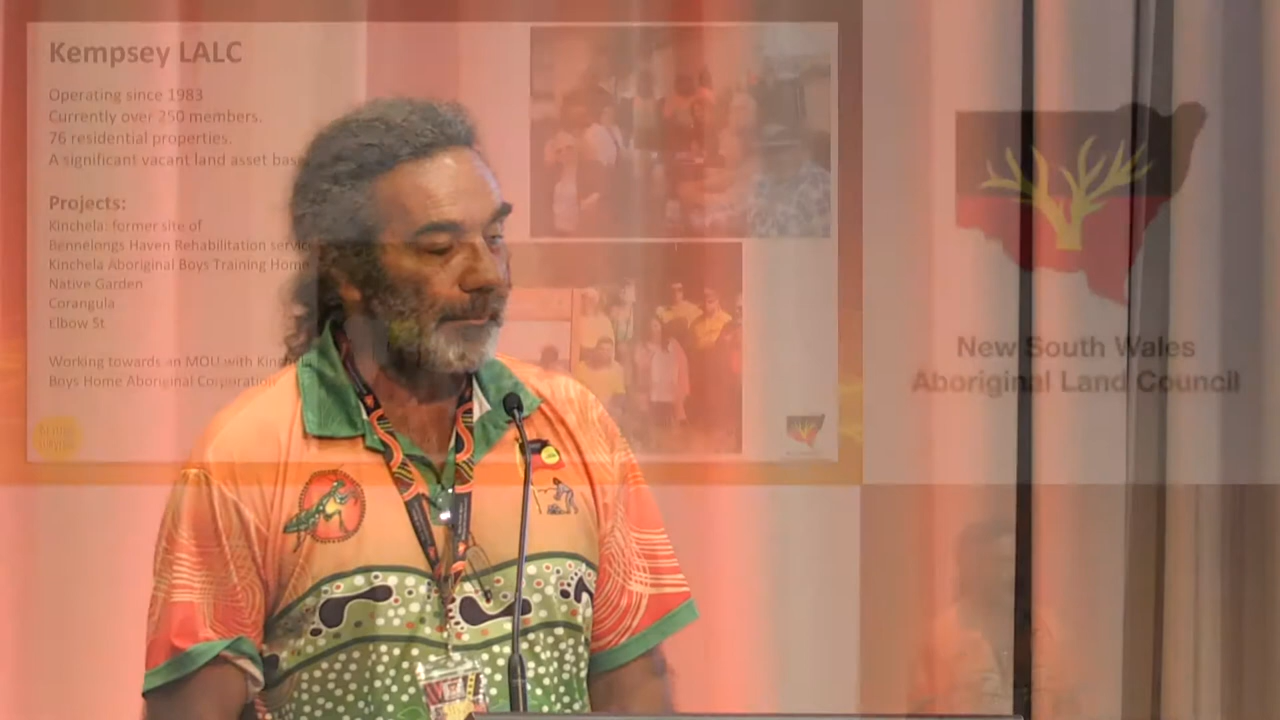 Kempsey LALC
Operating since 1983
Currently over 250 members.
76 residential properties.
A significant vacant land asset base
Projects:
Kinchela: former site of
Bennelongs Haven Rehabilitation service
Kinchela Aboriginal Boys Training Home
Native Garden
Corangula
Elbow St
Working towards an MOU with Kinchela
Boys Home Aboriginal Corporation
New South Wales
Aboriginal Land Council